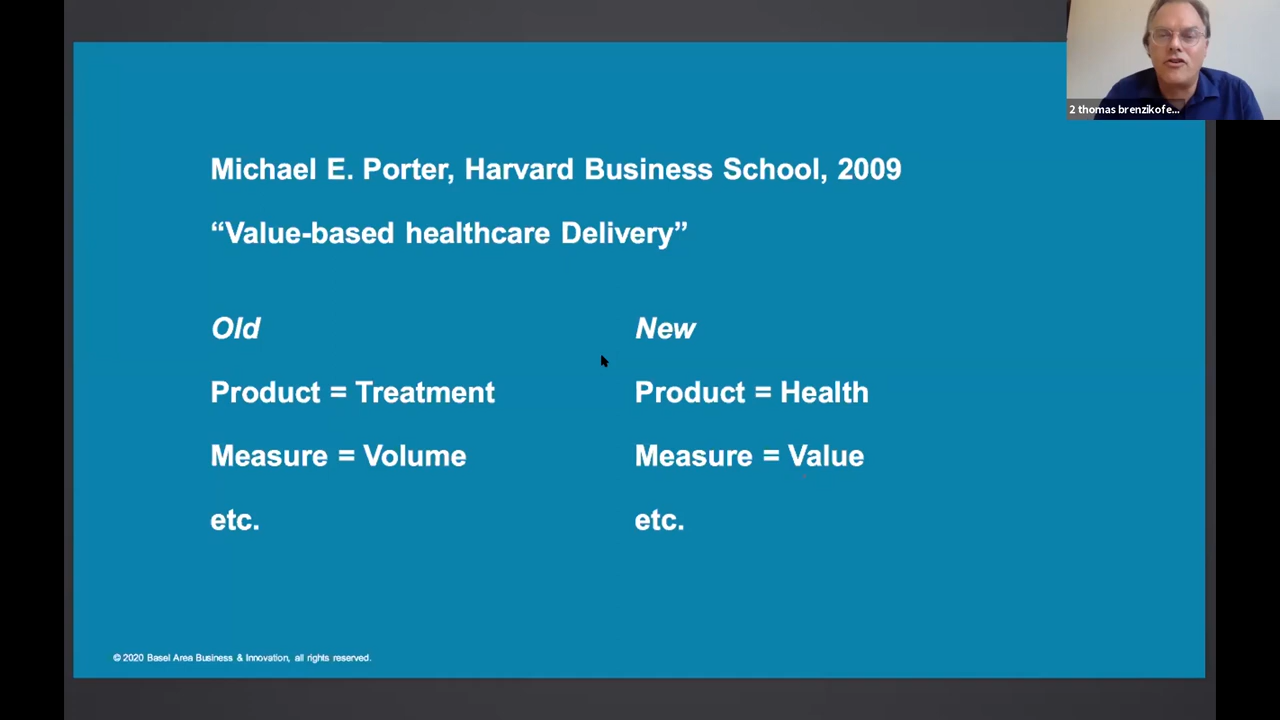 2 thomas brenzikofe...
Michael E. Porter, Harvard Business School, 2009
“Value-based healthcare Delivery”
Old
New
Product = Treatment
Product = Health
Measure = Volume
Measure = Value
etc.
etc.
© 2020 Basel Area Business & Innovation, all rights reserved.